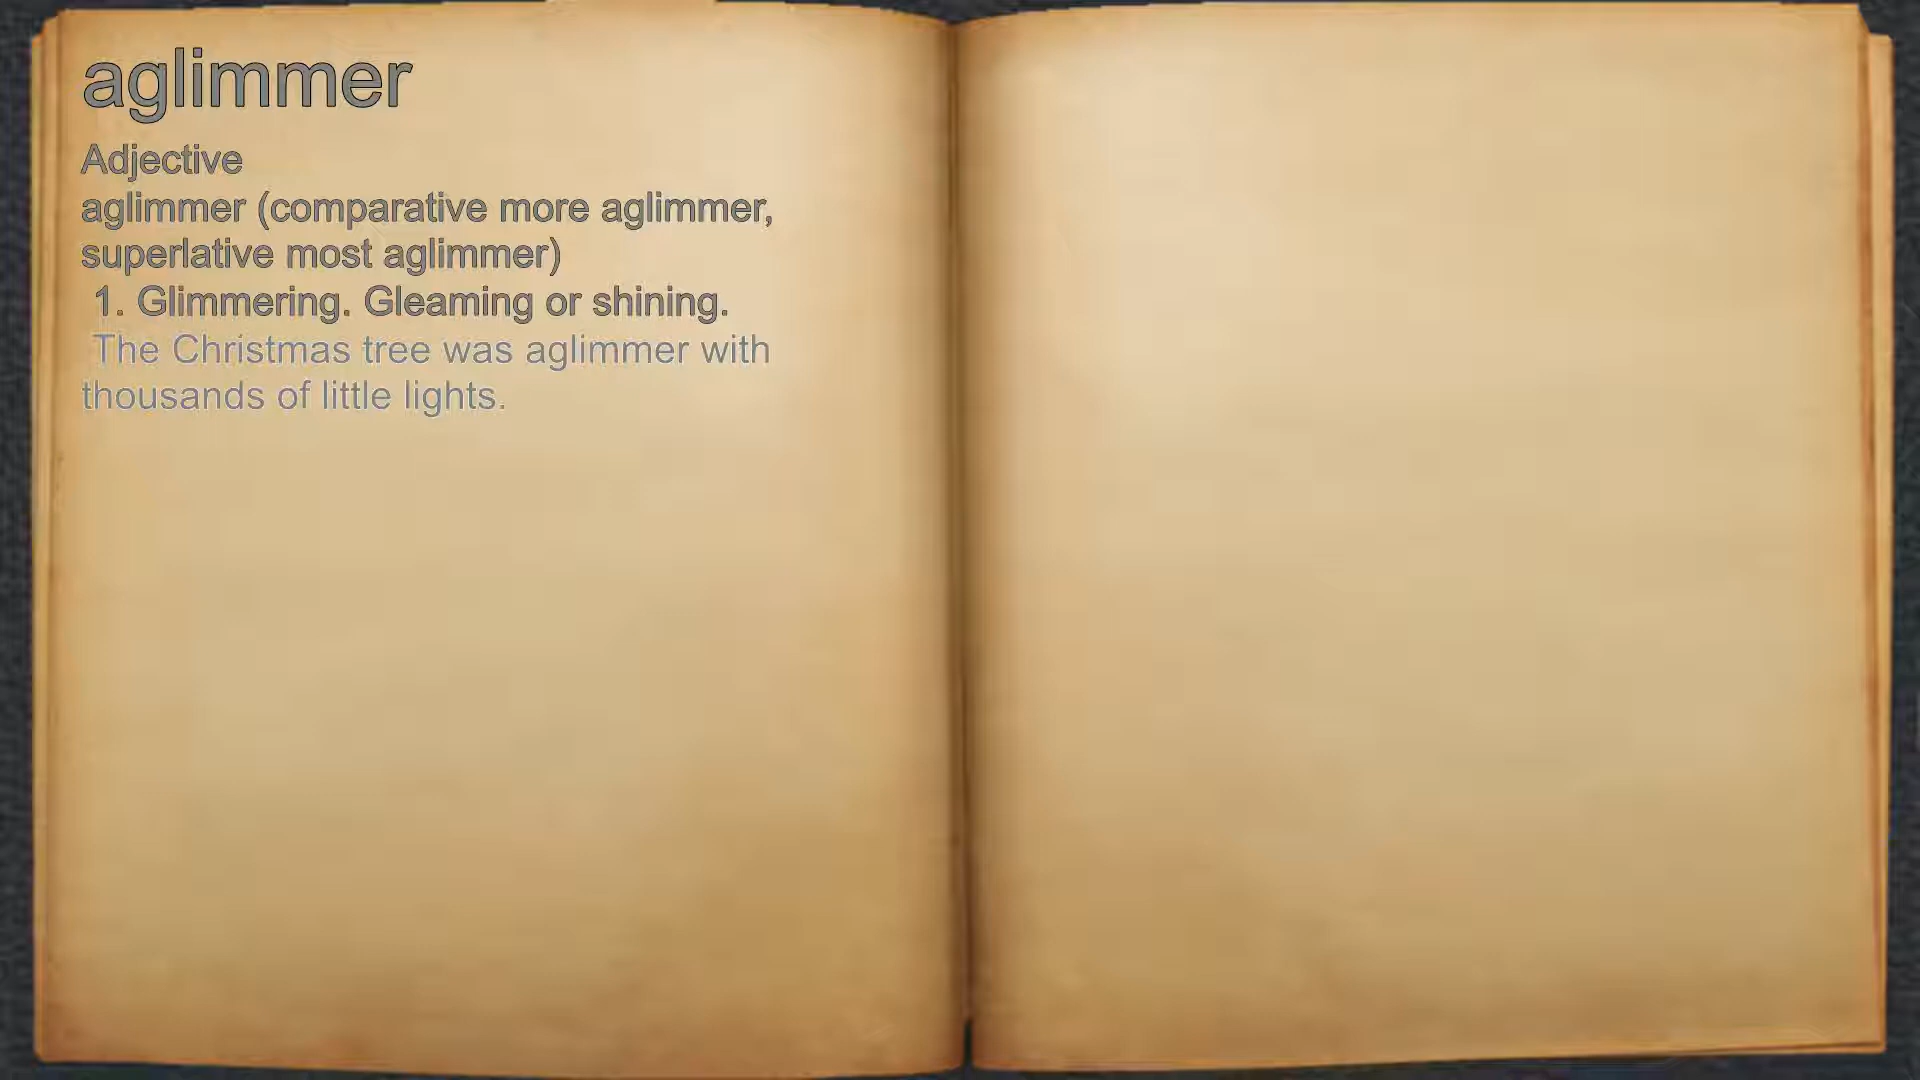 aglimmer
Adjective
aglimmer (comparative more aglimmer,
superlative most aglimmer)
1. Glimmering. Gleaming or shining.
The Christmas tree was aglimmer with
thousands of little lights.